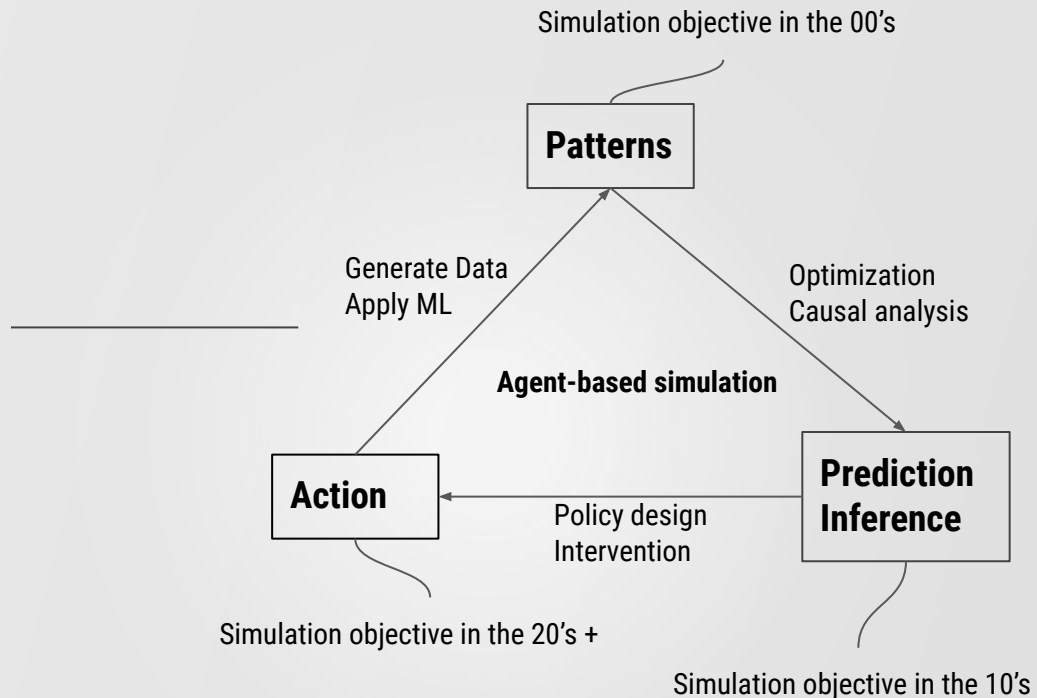 Simulation objective in the 00’s
Patterns
Generate Data
Apply ML
Optimization
Causal analysis
Agent-based simulation
Action
Prediction
Inference
Policy design
Intervention
Simulation objective in the 20’s +
Simulation objective in the 10’s